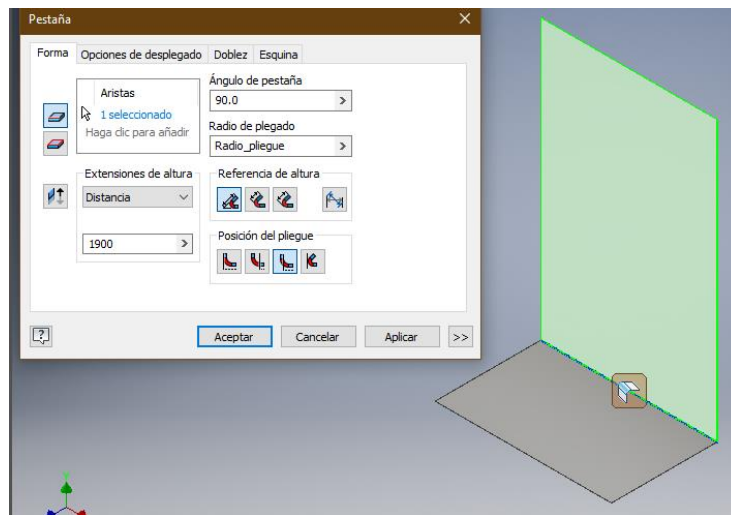 Pestaña
Forma Opciones de desplegado Doblez Esquina
Aristas
1 seleccionado
Haga clic para añadir
Ángulo de pestaña
90.0
Radio de plegado
Radio_pliegue
Extensiones de altura
Distancia
1900
Referencia de altura
Posición del pliegue
Aceptar Cancelar Aplicar >>